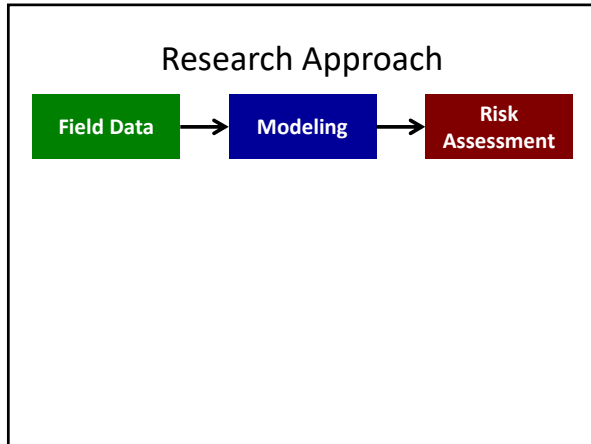 Research Approach
Field Data
Modeling
Risk
Assessment